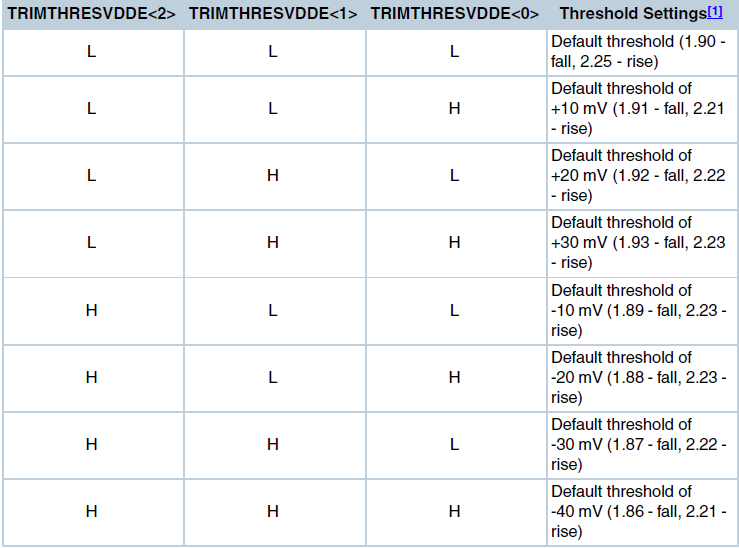 TRIMTHRESVDDE<2> TRIMTHRESVDDE<1> TRIMTHRESVDDE<0> Threshold Settings[1]
L L L Default threshold (1.90 -
fall, 2.25 - rise)
L L H Default threshold of
+10 mV (1.91 - fall, 2.21
- rise)
L H L Default threshold of
+20 mV (1.92 - fall, 2.22
- rise)
L H H Default threshold of
+30 mV (1.93 - fall, 2.23
- rise)
H L L Default threshold of
-10 mV (1.89 - fall, 2.23 -
rise)
H L H Default threshold of
-20 mV (1.88 - fall, 2.23 -
rise)
H H L Default threshold of
-30 mV (1.87 - fall, 2.22 -
rise)
H H H Default threshold of
-40 mV (1.86 - fall, 2.21 -
rise)